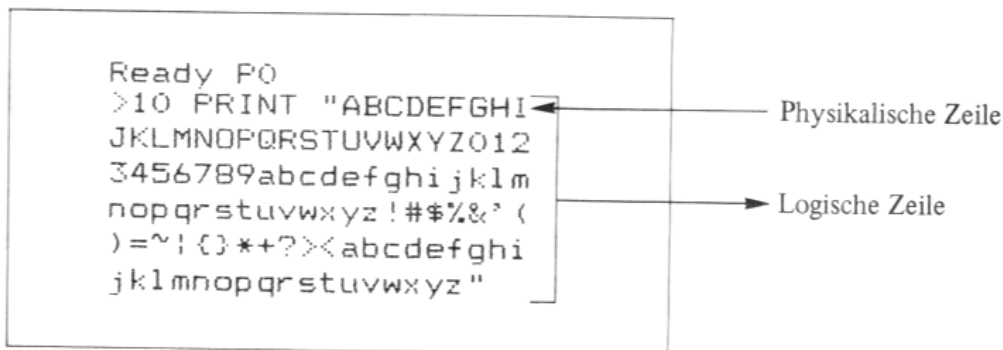 Ready P0
>10 PRINT "ABCDEFGHI
Physikalische Zeile
JKLMNOPQRSTUVWXYZ012
3456789abcdefghijklm
nopqrstuvwxyz!#$%&'(
Logische Zeile
)=~¦{}*+?><abcdefghi
jklmnopqrstuvwxyz"